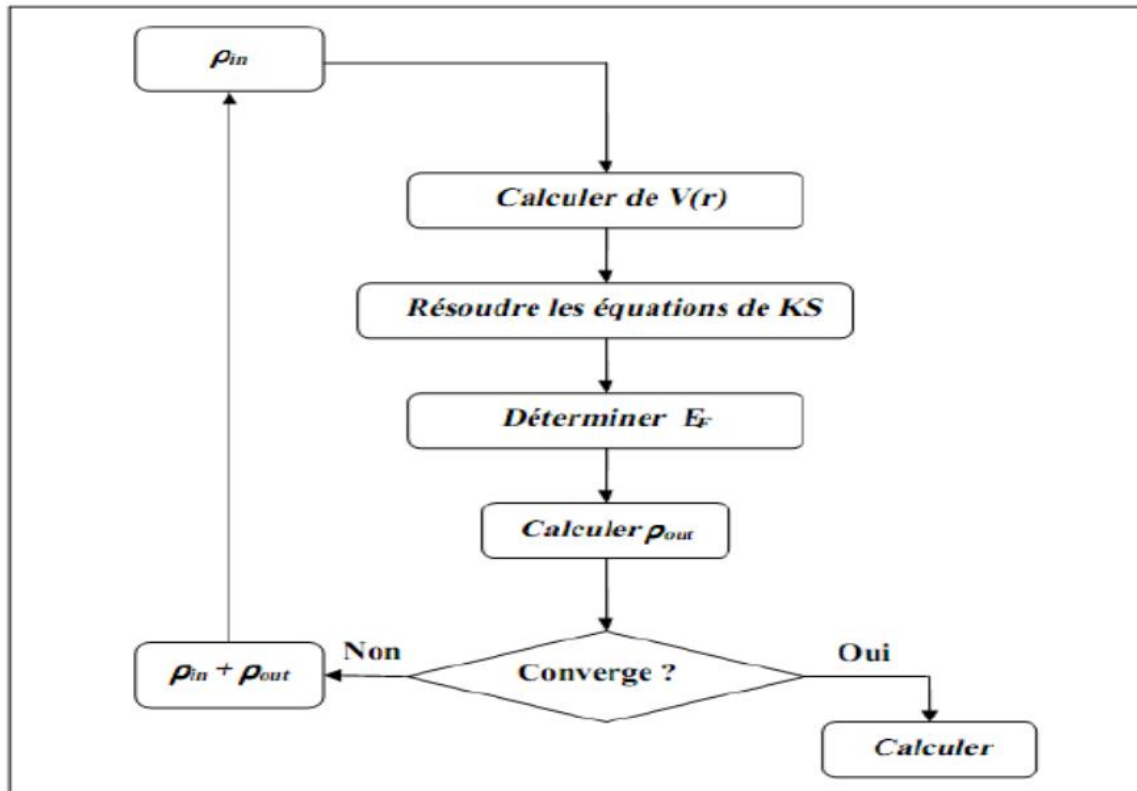 ρin
Calculer de V(r)
Résoudre les équations de KS
Déterminer EF
Calculer ρout
Converge ?
Non
Oui
ρin + ρout
Calculer